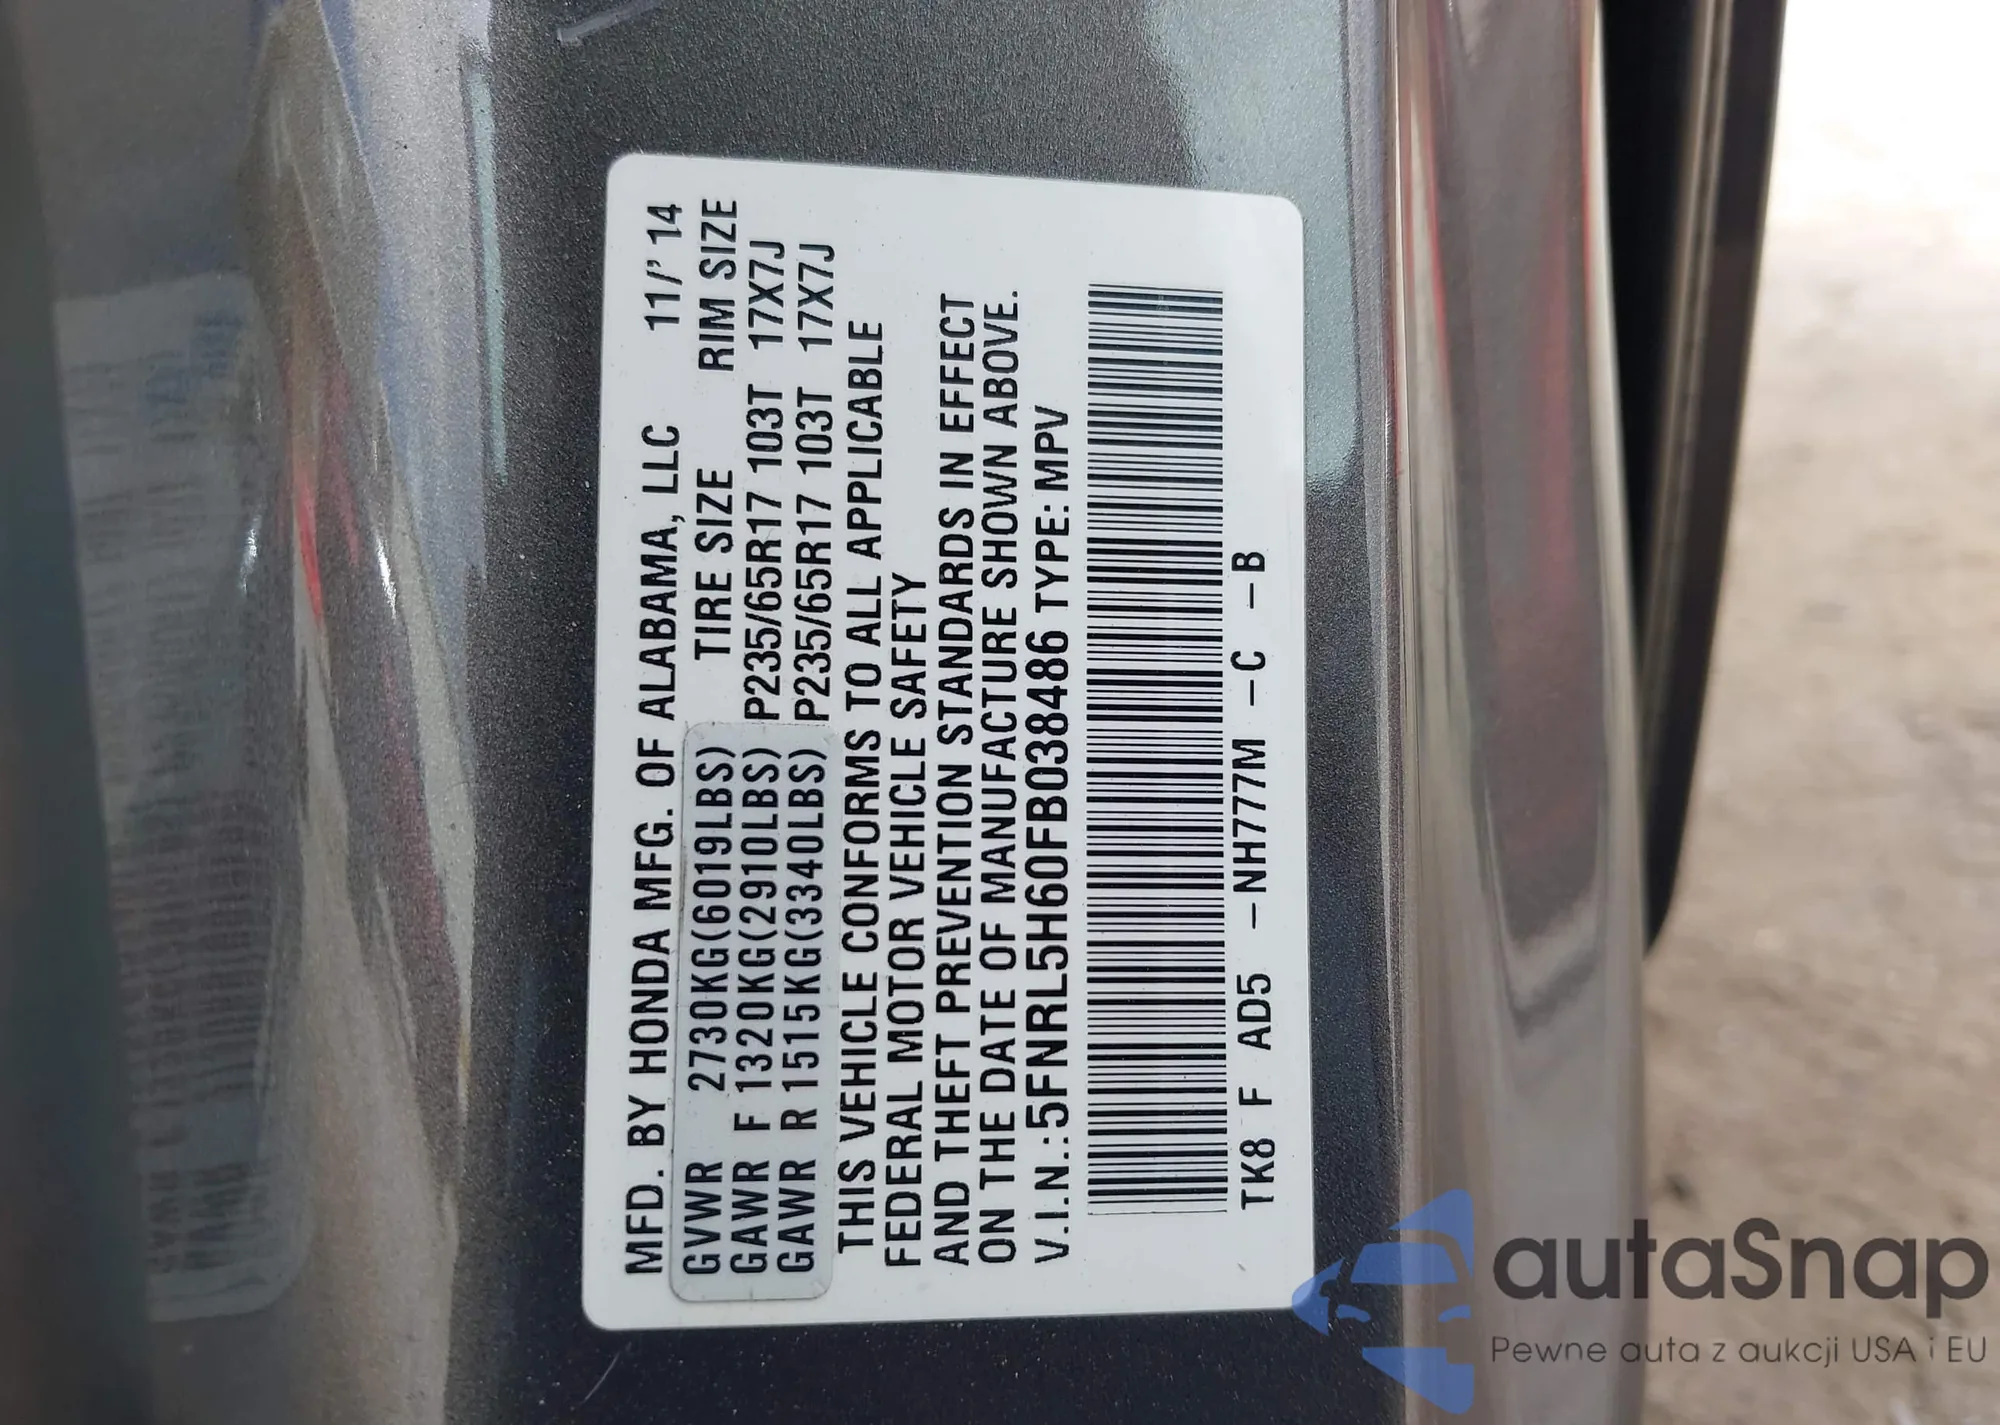 MFD. BY HONDA MFG. OF ALABAMA, LLC 11/'14
TIRE SIZE RIM SIZE
GVWR 2730KG(6019LBS)
GAWR F 1320KG(2910LBS) P235/65R17 103T 17X7J
GAWR R 1515KG(3340LBS) P235/65R17 103T 17X7J
THIS VEHICLE CONFORMS TO ALL APPLICABLE
FEDERAL MOTOR VEHICLE SAFETY
AND THEFT PREVENTION STANDARDS IN EFFECT
ON THE DATE OF MANUFACTURE SHOWN ABOVE.
V.I.N.:5FNRL5H60FB038486 TYPE: MPV
TK8 F AD5 -NH777M -C -B
autaSnap
Pewne auta z aukcji USA i EU